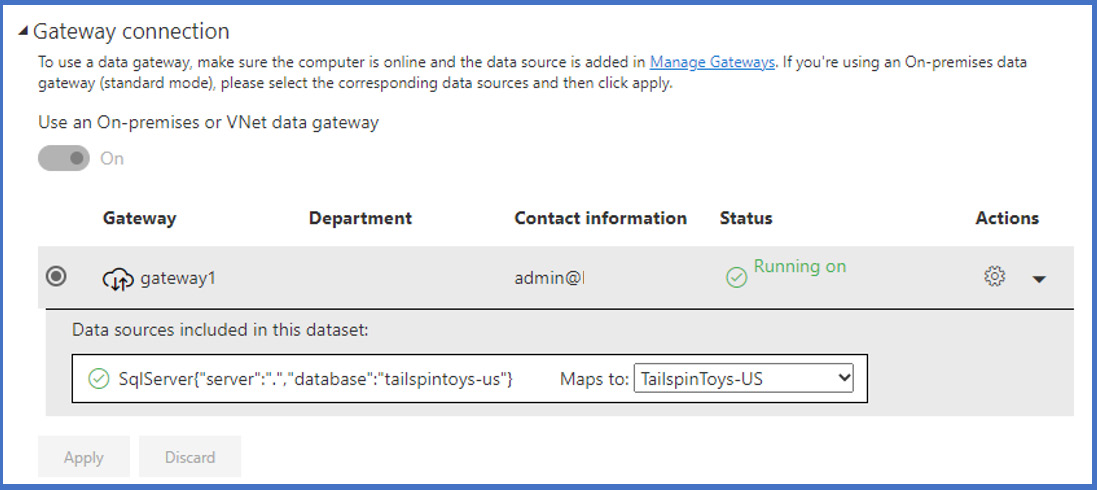 Gateway connection
To use a data gateway, make sure the computer is online and the data source is added in Manage Gateways. If you're using an On-premises data
gateway (standard mode), please select the corresponding data sources and then click apply.
Use an On-premises or VNet data gateway
On
Gateway Department Contact information Status Actions
gateway1 admin@ Running on
Data sources included in this dataset:
SqlServer{"server":".","database":"tailspintoys-us"} Maps to: TailspinToys-US
Apply Discard